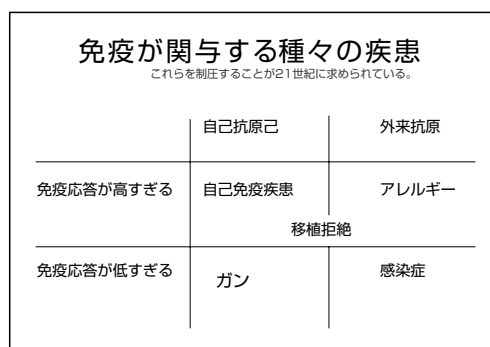 免疫が関与する種々の疾患
これらを制圧することが21世紀に求められている。
自己抗原己 外来抗原
免疫応答が高すぎる 自己免疫疾患 アレルギー
移植拒絶
免疫応答が低すぎる ガン 感染症